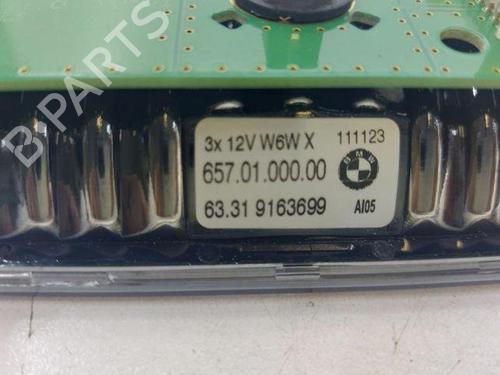 3x 12V W6W X 111123
657.01.000.00
BMW
63.31 9163699 AI05
B-PARTS